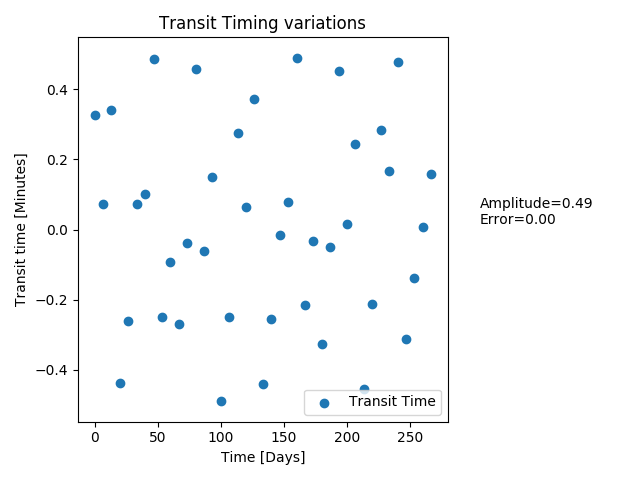 Transit Timing variations
Transit time [Minutes]
0.4
0.2
0.0
−0.2
−0.4
0
50
100
150
200
250
Time [Days]
Transit Time
Amplitude=0.49
Error=0.00